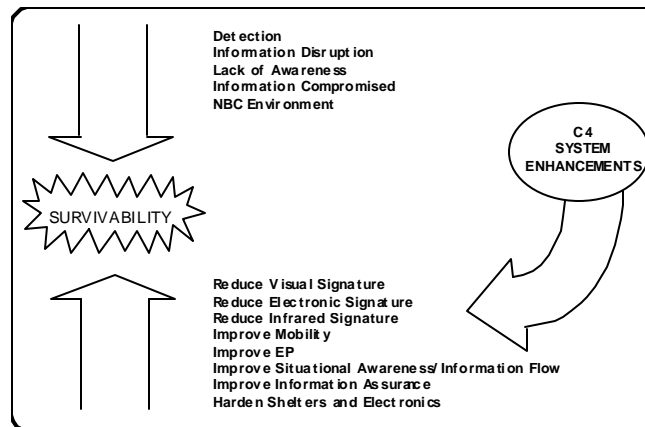 Detection
Information Disruption
Lack of Awareness
Information Compromised
NBC Environment
C4
SYSTEM
ENHANCEMENTS
SURVIVABILITY
Reduce Visual Signature
Reduce Electronic Signature
Reduce Infrared Signature
Improve Mobility
Improve EP
Improve Situational Awareness/Information Flow
Improve Information Assurance
Harden Shelters and Electronics